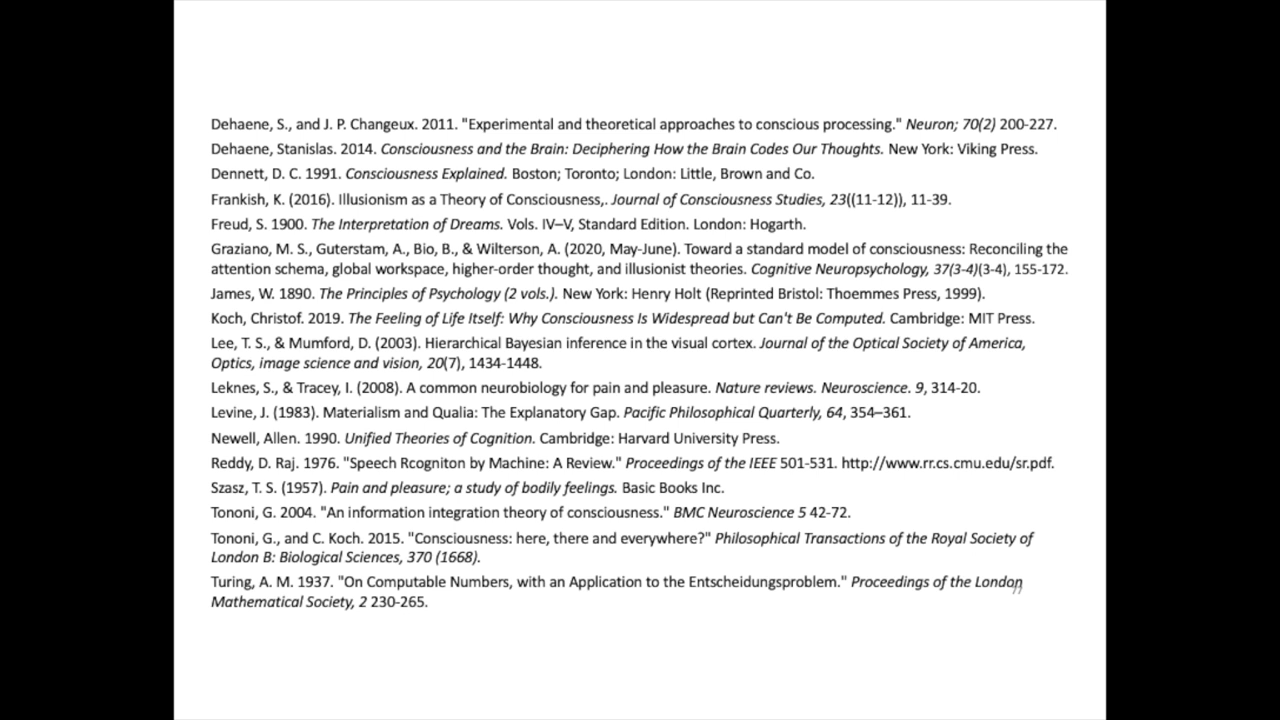 Dehaene, S., and J. P. Changeux. 2011. "Experimental and theoretical approaches to conscious processing." Neuron; 70(2) 200-227.
Dehaene, Stanislas. 2014. Consciousness and the Brain: Deciphering How the Brain Codes Our Thoughts. New York: Viking Press.
Dennett, D. C. 1991. Consciousness Explained. Boston; Toronto; London: Little, Brown and Co.
Frankish, K. (2016). Illusionism as a Theory of Consciousness,. Journal of Consciousness Studies, 23((11-12)), 11-39.
Freud, S. 1900. The Interpretation of Dreams. Vols. IV–V, Standard Edition. London: Hogarth.
Graziano, M. S., Guterstam, A., Bio, B., & Wilterson, A. (2020, May-June). Toward a standard model of consciousness: Reconciling the
attention schema, global workspace, higher-order thought, and illusionist theories. Cognitive Neuropsychology, 37(3-4)(3-4), 155-172.
James, W. 1890. The Principles of Psychology (2 vols.). New York: Henry Holt (Reprinted Bristol: Thoemmes Press, 1999).
Koch, Christof. 2019. The Feeling of Life Itself: Why Consciousness Is Widespread but Can't Be Computed. Cambridge: MIT Press.
Lee, T. S., & Mumford, D. (2003). Hierarchical Bayesian inference in the visual cortex. Journal of the Optical Society of America,
Optics, image science and vision, 20(7), 1434-1448.
Leknes, S., & Tracey, I. (2008). A common neurobiology for pain and pleasure. Nature reviews. Neuroscience. 9, 314-20.
Levine, J. (1983). Materialism and Qualia: The Explanatory Gap. Pacific Philosophical Quarterly, 64, 354–361.
Newell, Allen. 1990. Unified Theories of Cognition. Cambridge: Harvard University Press.
Reddy, D. Raj. 1976. "Speech Rcogniton by Machine: A Review." Proceedings of the IEEE 501-531. http://www.rr.cs.cmu.edu/sr.pdf.
Szasz, T. S. (1957). Pain and pleasure; a study of bodily feelings. Basic Books Inc.
Tononi, G. 2004. "An information integration theory of consciousness." BMC Neuroscience 5 42-72.
Tononi, G., and C. Koch. 2015. "Consciousness: here, there and everywhere?" Philosophical Transactions of the Royal Society of
London B: Biological Sciences, 370 (1668).
Turing, A. M. 1937. "On Computable Numbers, with an Application to the Entscheidungsproblem." Proceedings of the London
Mathematical Society, 2 230-265.